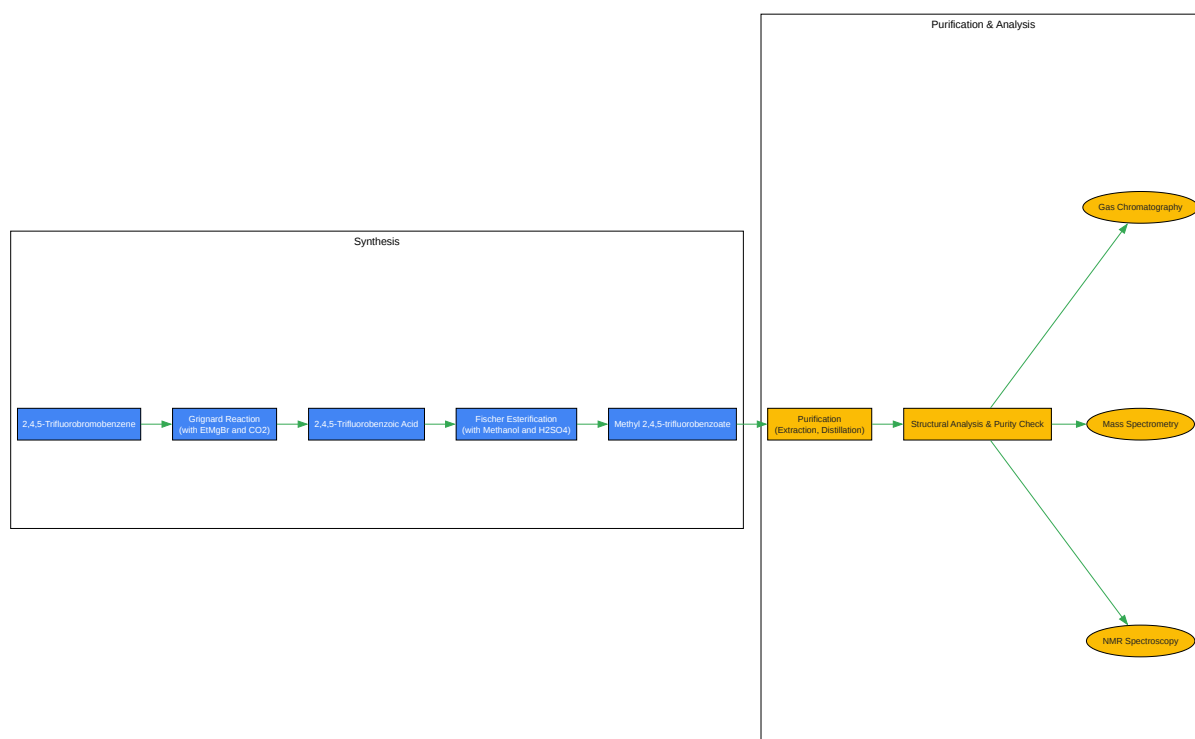 Purification & Analysis
Gas Chromatography
Synthesis
2,4,5-Trifluorobromobenzene
Grignard Reaction
(with EtMgBr and CO2)
2,4,5-Trifluorobenzoic Acid
Fischer Esterification
(with Methanol and H2SO4)
Methyl 2,4,5-trifluorobenzoate
Purification
(Extraction, Distillation)
Structural Analysis & Purity Check
Mass Spectrometry
NMR Spectroscopy